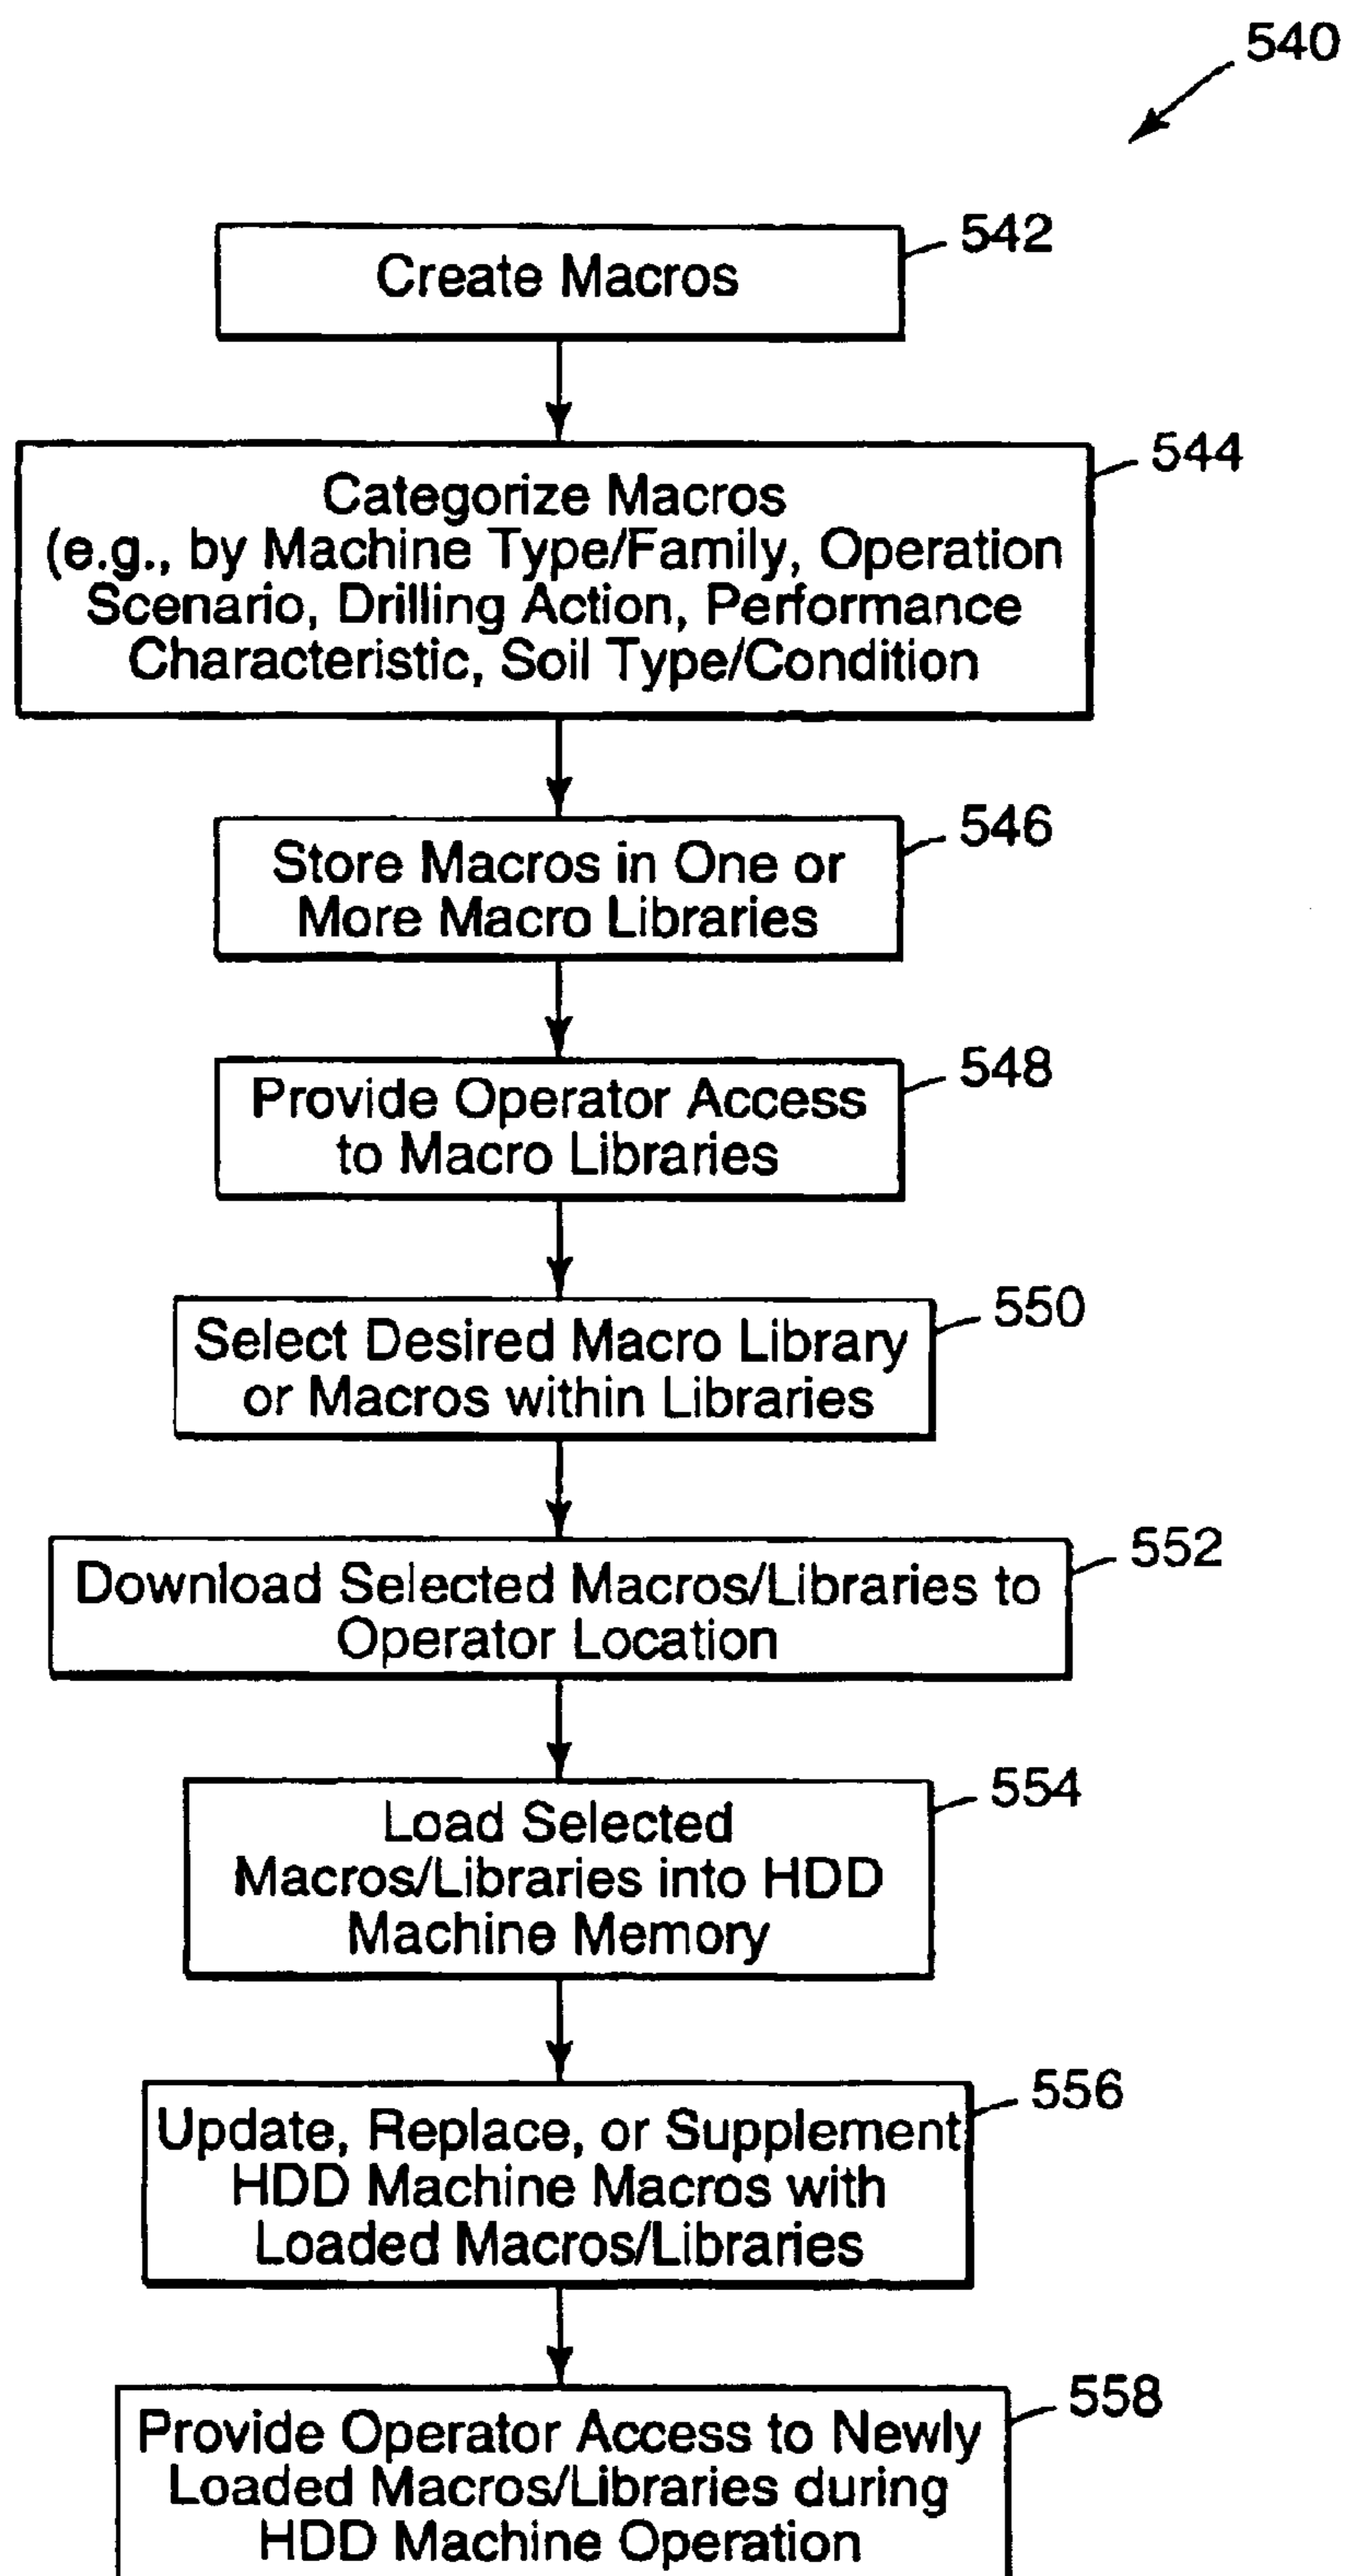 540
542
Create Macros
544
Categorize Macros
(e.g., by Machine Type/Family, Operation
Scenario, Drilling Action, Performance
Characteristic, Soil Type/Condition
546
Store Macros in One or
More Macro Libraries
548
Provide Operator Access
to Macro Libraries
550
Select Desired Macro Library
or Macros within Libraries
552
Download Selected Macros/Libraries to
Operator Location
554
Load Selected
Macros/Libraries into HDD
Machine Memory
556
Update, Replace, or Supplement
HDD Machine Macros with
Loaded Macros/Libraries
558
Provide Operator Access to Newly
Loaded Macros/Libraries during
HDD Machine Operation